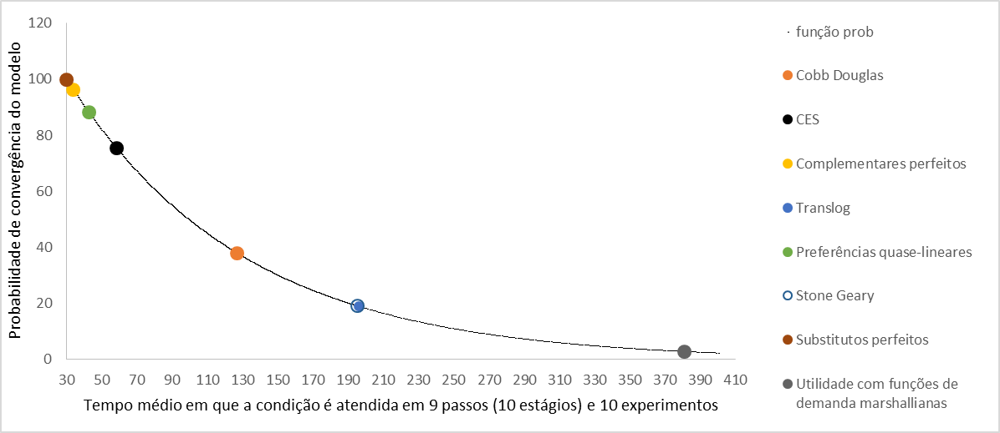 Probabilidade de convergência do modelo
120
100
80
60
40
20
0
30 50 70 90 110 130 150 170 190 210 230 250 270 290 310 330 350 370 390 410
Tempo médio em que a condição é atendida em 9 passos (10 estágios) e 10 experimentos
função prob
Cobb Douglas
CES
Complementares perfeitos
Translog
Preferências quase-lineares
Stone Geary
Substitutos perfeitos
Utilidade com funções de
demanda marshallianas